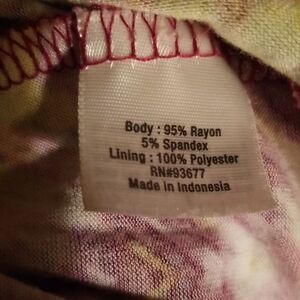 Body : 95% Rayon
5% Spandex
Lining : 100% Polyester
RN#93677
Made in Indonesia